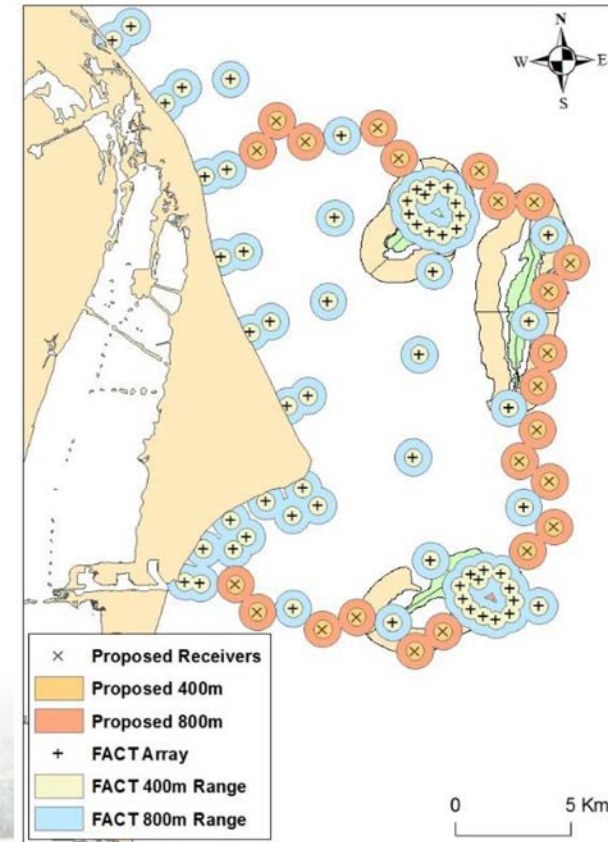 N
W E
S
Proposed Receivers
Proposed 400m
Proposed 800m
FACT Array
FACT 400m Range
FACT 800m Range
0 5 Km